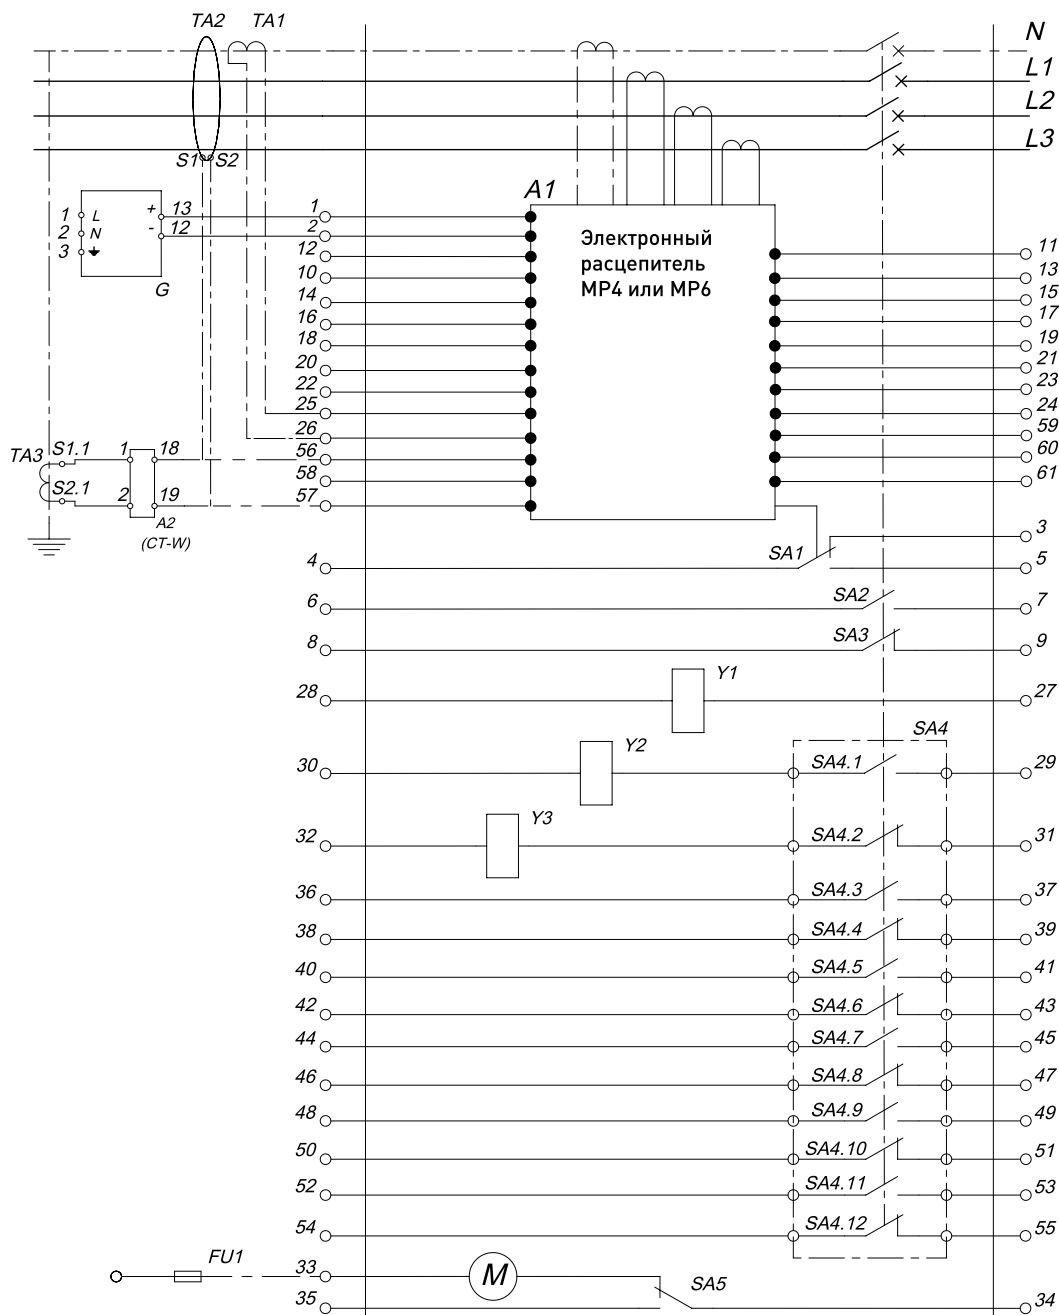 TA2 TA1 N
L1
L2
L3
S1 S2
A1
Электронный
расцепитель
МР4 или МР6
1 L + 13 1
2 N - 12 2
3
G
12 11
10 13
14 15
16 17
18 19
20 21
22 23
25 24
26 59
TA3 S1.1 1 18 56 60
58 61
S2.1 2 19 57
A2
(CT-W)
3
4 SA1 5
6 SA2 7
8 SA3 9
28 Y1 27
SA4
30 Y2 SA4.1 29
32 Y3 SA4.2 31
36 SA4.3 37
38 SA4.4 39
40 SA4.5 41
42 SA4.6 43
44 SA4.7 45
46 SA4.8 47
48 SA4.9 49
50 SA4.10 51
52 SA4.11 53
54 SA4.12 55
FU1 33 M
35 SA5 34